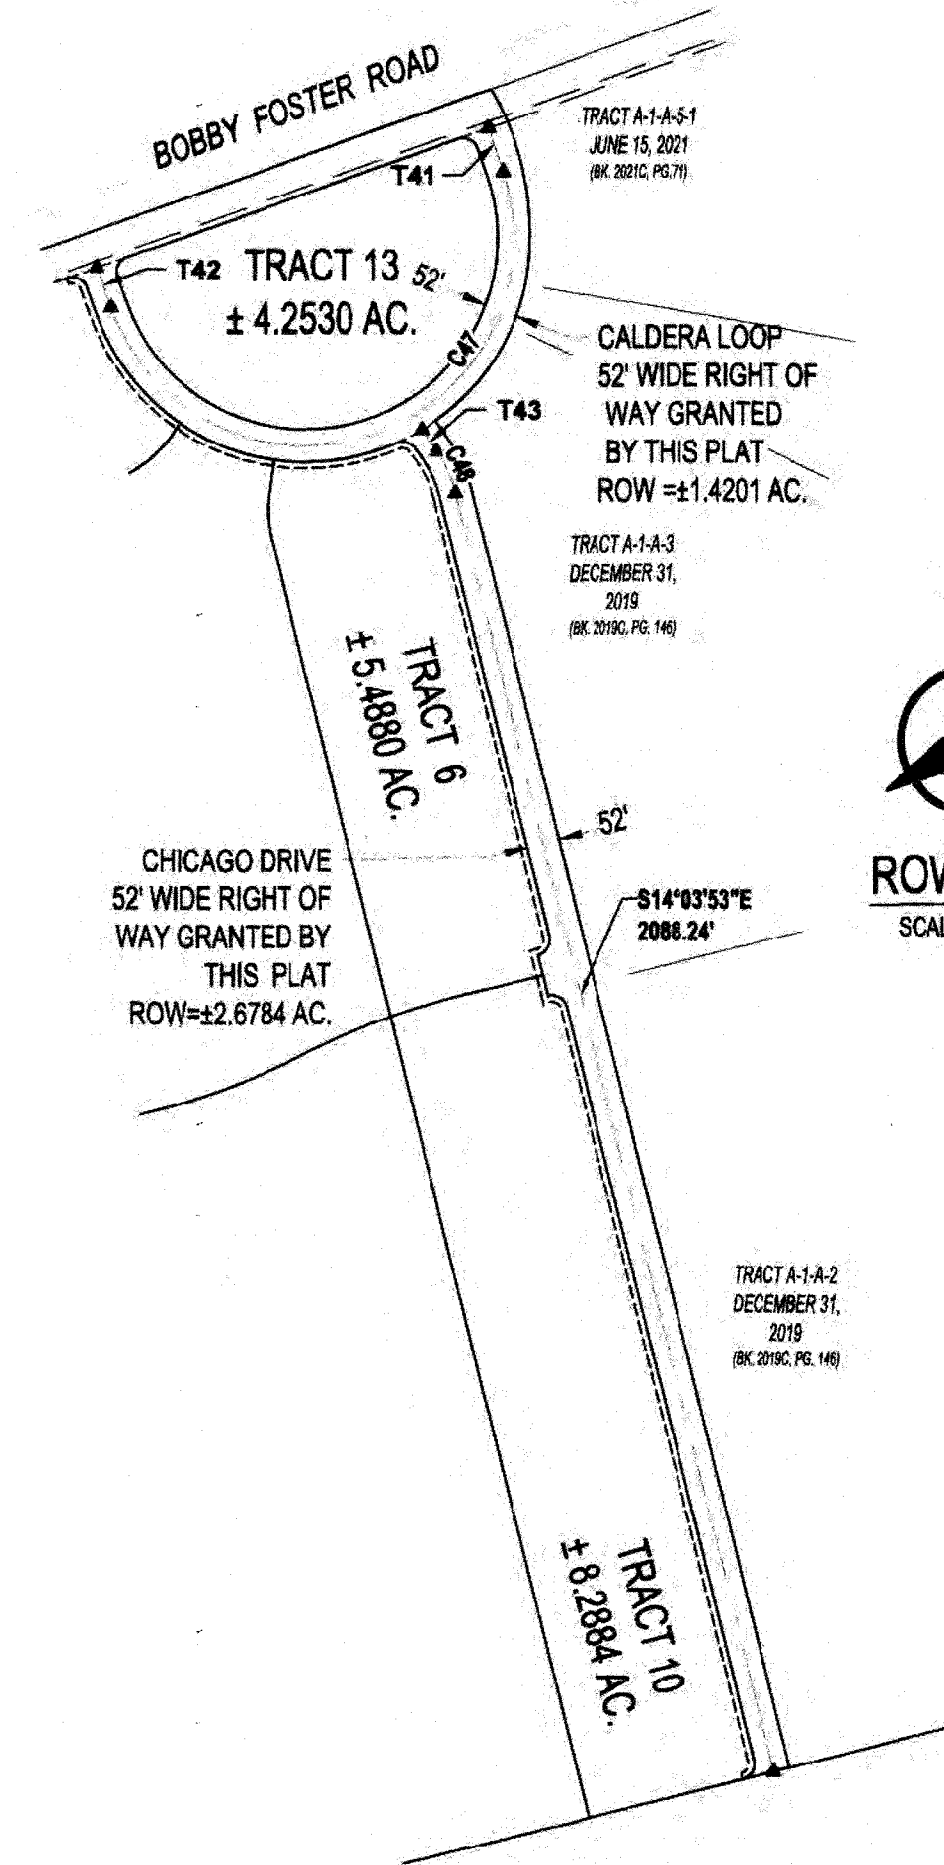 BOBBY FOSTER ROAD
TRACT A-1-A-5-1
JUNE 15, 2021
(BK. 2021C, PG.71)
T41
T42
TRACT 13
± 4.2530 AC.
52'
C47
CALDERA LOOP
52' WIDE RIGHT OF
WAY GRANTED
BY THIS PLAT
ROW =±1.4201 AC.
T43
C48
TRACT A-1-A-3
DECEMBER 31,
2019
(BK. 2019C, PG. 146)
TRACT 6
± 5.4880 AC.
52'
CHICAGO DRIVE
52' WIDE RIGHT OF
WAY GRANTED BY
THIS PLAT
ROW=±2.6784 AC.
S14°03'53"E
2088.24'
ROW
SCAL
TRACT A-1-A-2
DECEMBER 31,
2019
(BK. 2019C, PG. 146)
TRACT 10
± 8.2884 AC.